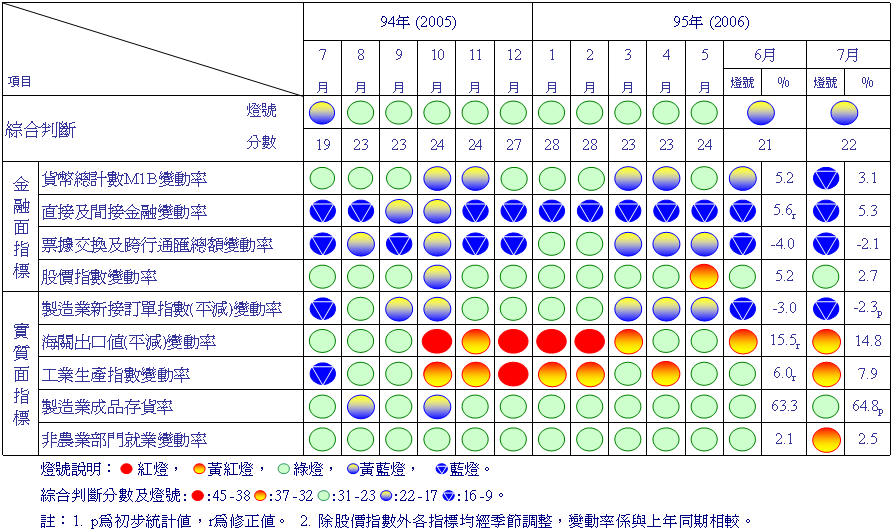 94年 (2005) 95年 (2006)
項目 7月 8月 9月 10月 11月 12月 1月 2月 3月 4月 5月 6月 7月
燈號 % 燈號 %
綜合判斷 燈號
分數 19 23 23 24 24 27 28 28 23 23 24 21 22
金融面指標
貨幣總計數M1B變動率 5.2 3.1
直接及間接金融變動率 5.6r 5.3
票據交換及跨行通匯總額變動率 -4.0 -2.1
股價指數變動率 5.2 2.7
實質面指標
製造業新接訂單指數(平減)變動率 -3.0 -2.3p
海關出口值(平減)變動率 15.5r 14.8
工業生產指數變動率 6.0r 7.9
製造業成品存貨率 63.3 64.8p
非農業部門就業變動率 2.1 2.5
燈號說明： 紅燈， 黃紅燈， 綠燈， 黃藍燈， 藍燈。
綜合判斷分數及燈號: :45-38 :37-32 :31-23 :22-17 :16-9。
註：1. p為初步統計值，r為修正值。 2. 除股價指數外各指標均經季節調整，變動率係與上年同期相較。